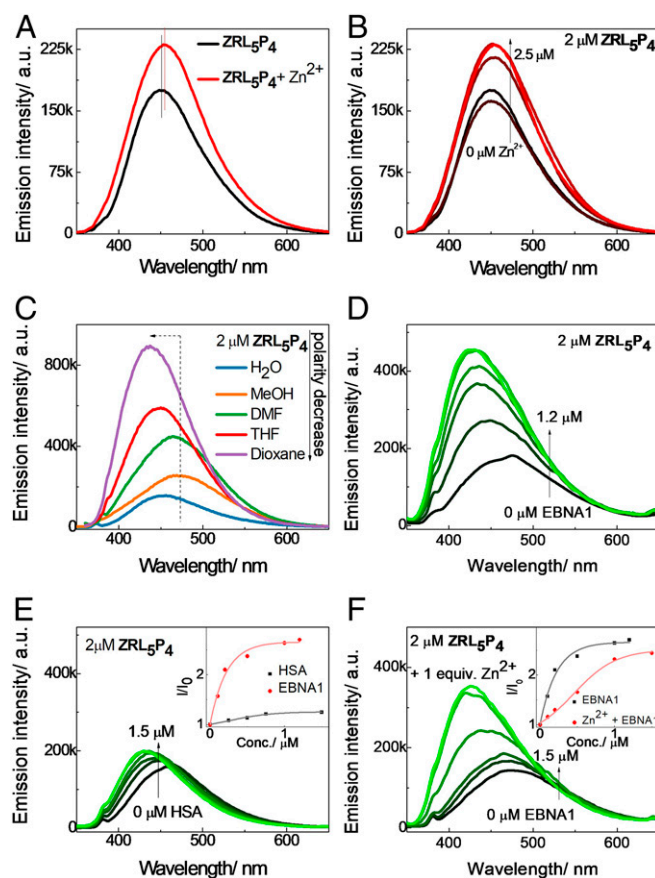 A
Emission intensity/ a.u.
225k
150k
75k
0
ZRL5P4
ZRL5P4+ Zn2+
400 500 600
Wavelength/ nm
B
Emission intensity/ a.u.
225k
150k
75k
0
2 μM ZRL5P4
2.5 μM
0 μM Zn2+
400 500 600
Wavelength/ nm
C
Emission intensity/ a.u.
800k
400k
0
2 μM ZRL5P4
H2O
MeOH
DMF
THF
Dioxane
polarity decrease
400 500 600
Wavelength/ nm
D
Emission intensity/ a.u.
400k
200k
0
2 μM ZRL5P4
1.2 μM
0 μM EBNA1
400 500 600
Wavelength/ nm
E
Emission intensity/ a.u.
400k
200k
0
2μM ZRL5P4
1.5 μM
0 μM HSA
I/I0
2
1
HSA
EBNA1
0 1
Conc./ μM
400 500 600
Wavelength/ nm
F
Emission intensity/ a.u.
400k
200k
0
2 μM ZRL5P4
+ 1 equiv. Zn2+
1.5 μM
0 μM EBNA1
I/I0
2
1
EBNA1
Zn2+ + EBNA1
0 1
Conc./ μM
400 500 600
Wavelength/ nm